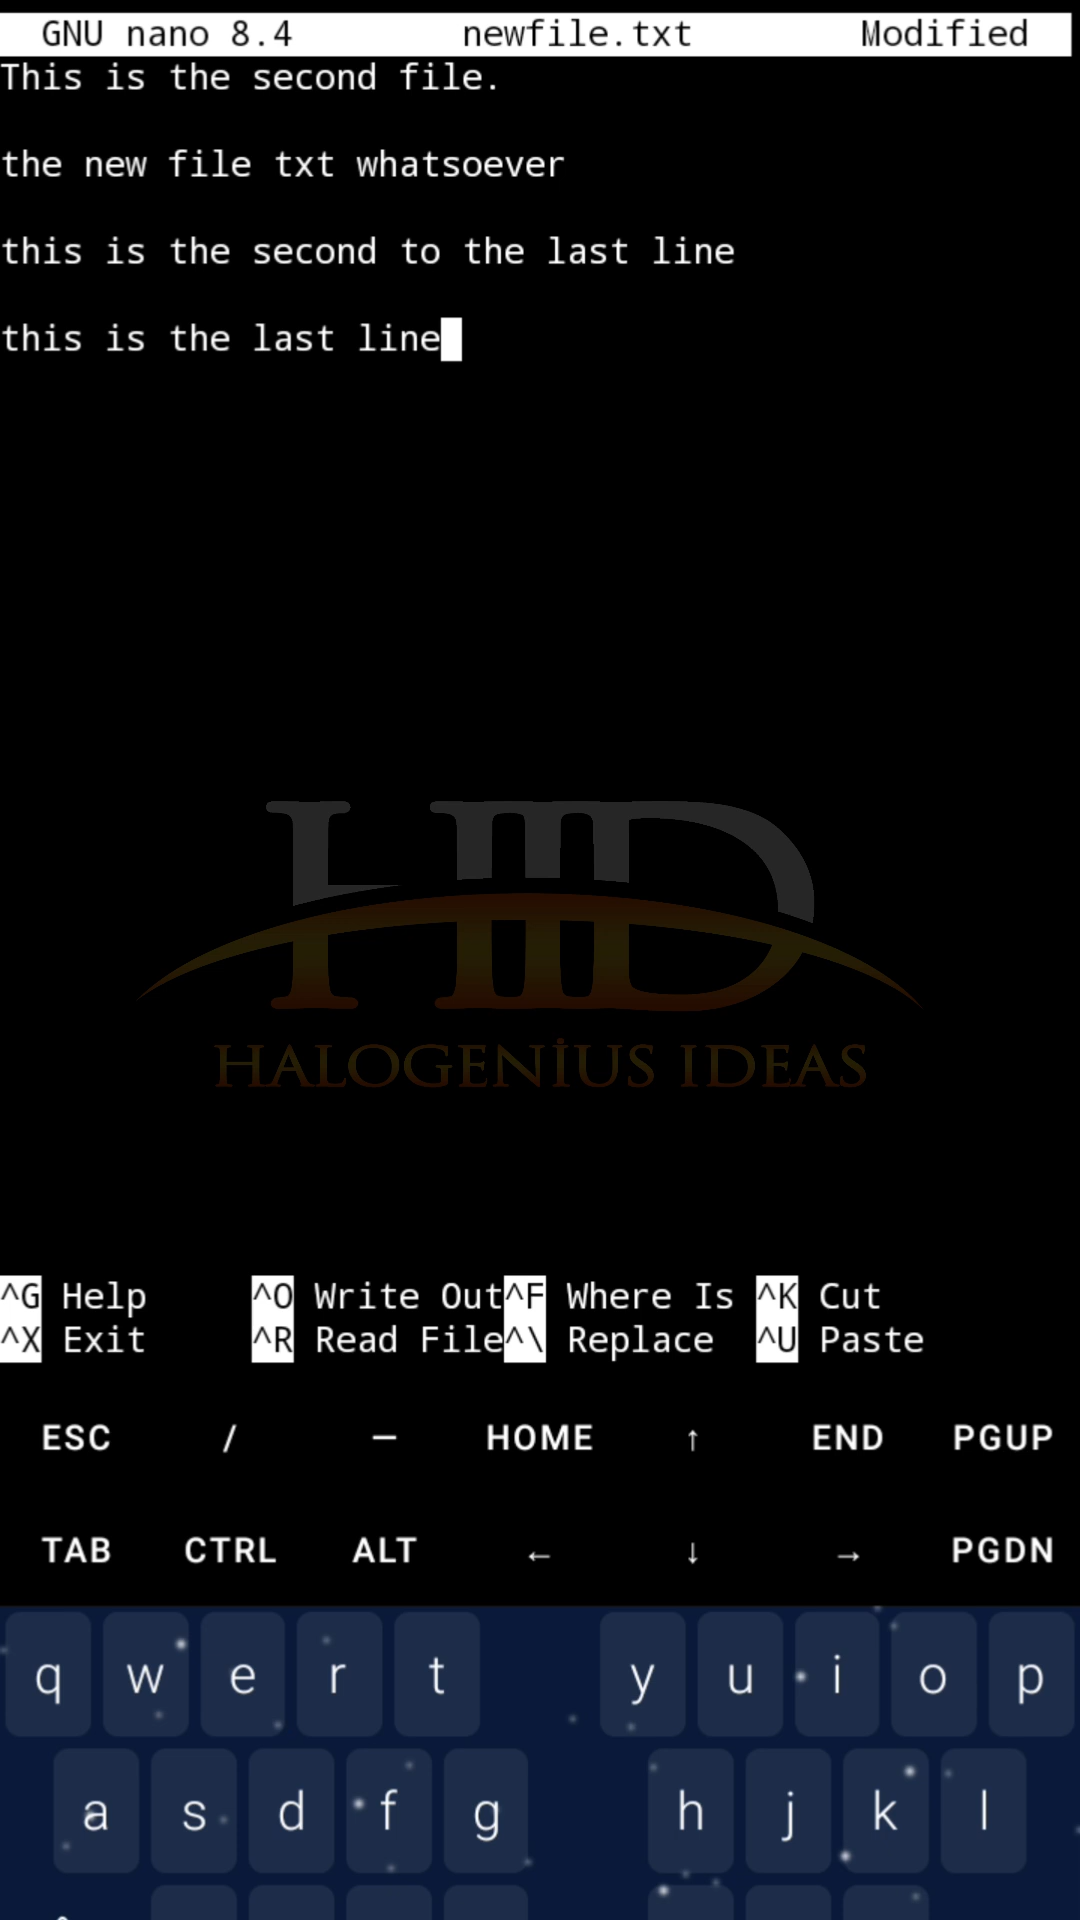 GNU nano 8.4 newfile.txt Modified
This is the second file.
the new file txt whatsoever
this is the second to the last line
this is the last line
HALOGENİUS IDEAS
^G Help ^O Write Out ^F Where Is ^K Cut
^X Exit ^R Read File ^\ Replace ^U Paste
ESC / — HOME ↑ END PGUP
TAB CTRL ALT ← ↓ → PGDN
q w e r t y u i o p
a s d f g h j k l